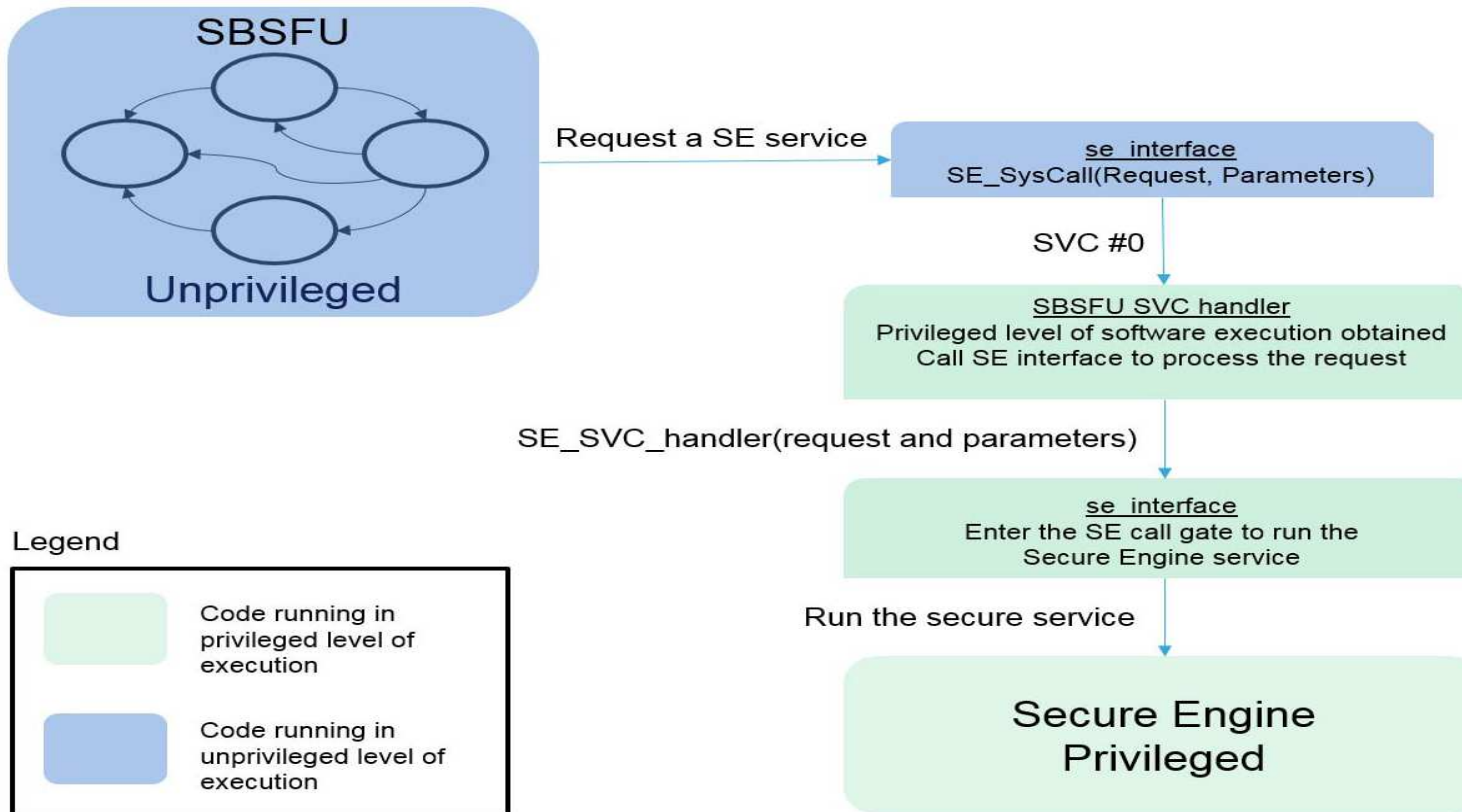 SBSFU
Unprivileged
Request a SE service
se_interface
SE_SysCall(Request, Parameters)
SVC #0
SBSFU SVC handler
Privileged level of software execution obtained
Call SE interface to process the request
SE_SVC_handler(request and parameters)
se_interface
Enter the SE call gate to run the
Secure Engine service
Run the secure service
Secure Engine
Privileged
Legend
Code running in
privileged level of
execution
Code running in
unprivileged level of
execution